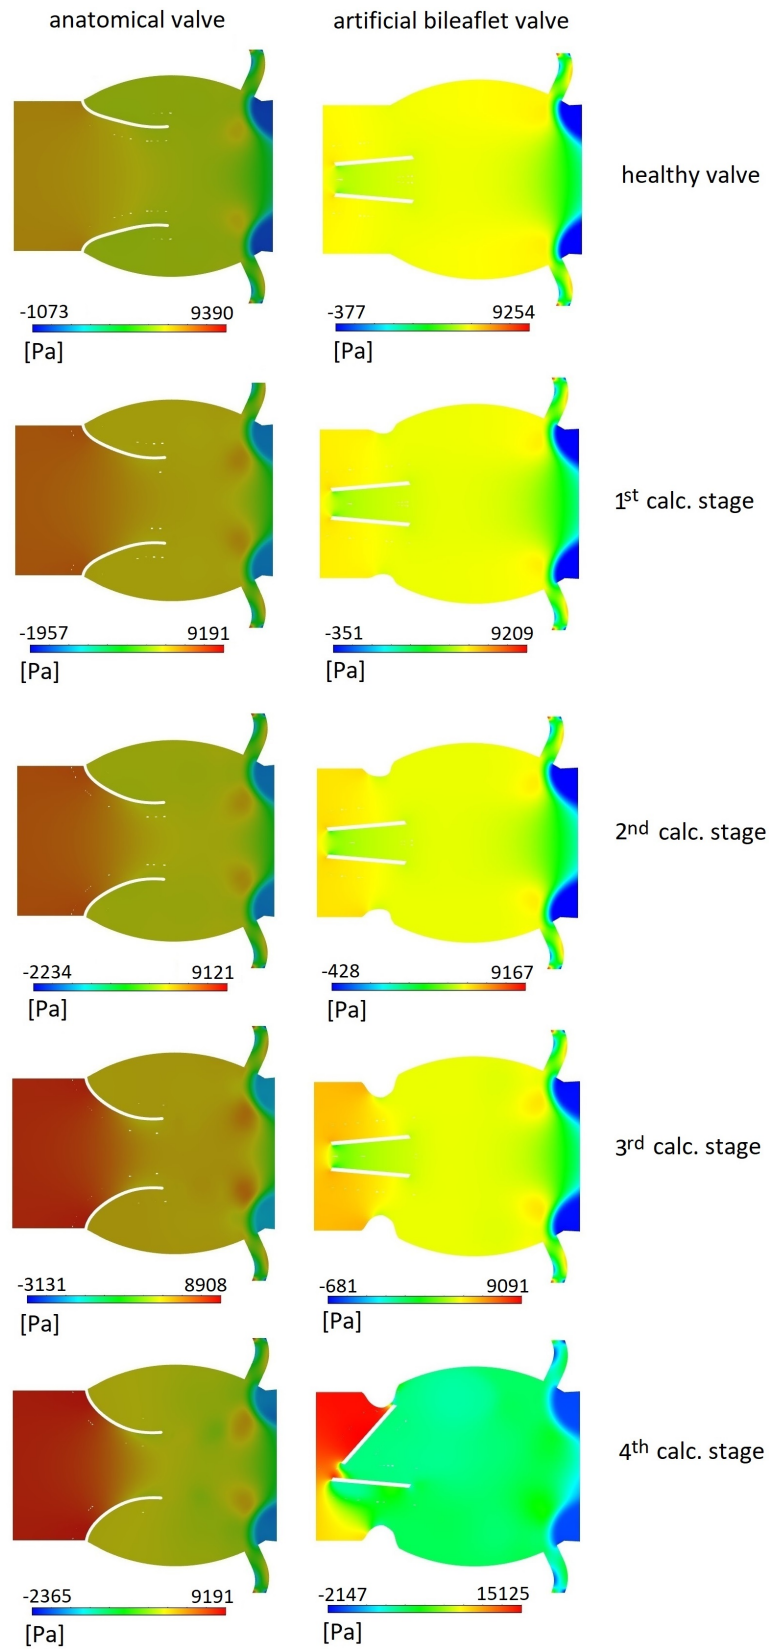 anatomical valve
artificial bileaflet valve
healthy valve
-1073 9390
[Pa]
-377 9254
[Pa]
1st calc. stage
-1957 9191
[Pa]
-351 9209
[Pa]
2nd calc. stage
-2234 9121
[Pa]
-428 9167
[Pa]
3rd calc. stage
-3131 8908
[Pa]
-681 9091
[Pa]
4th calc. stage
-2365 9191
[Pa]
-2147 15125
[Pa]